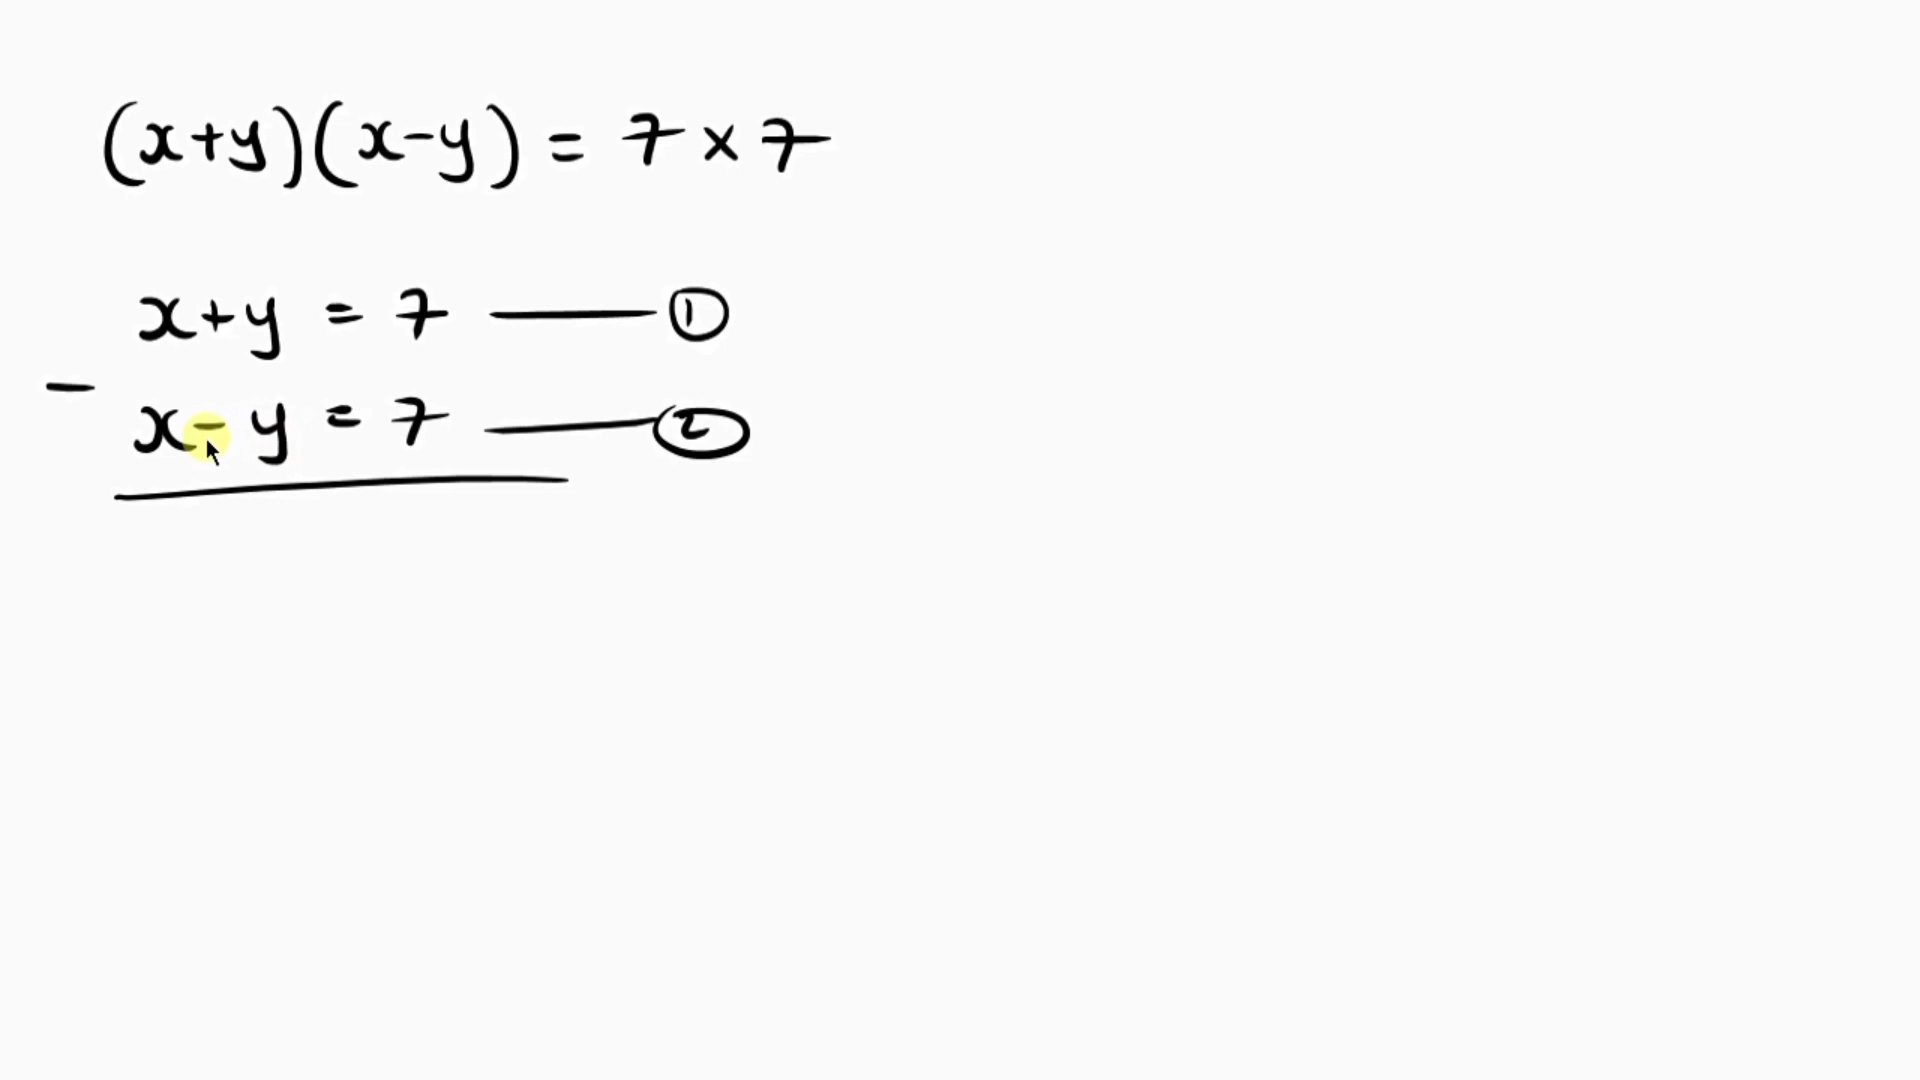 (x+y)(x-y) = 7 × 7
x+y = 7 —— ①
−
x-y = 7 —— ②